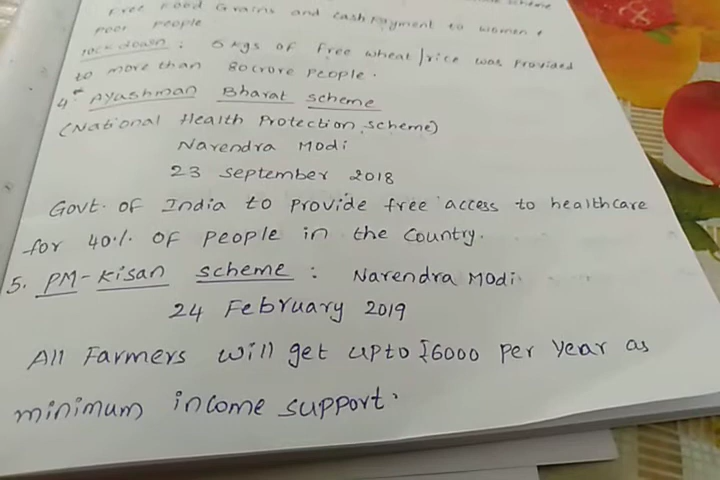 scheme
Free Food Grains and cash payment to women &
poor people
lockdown : 5 kgs of free wheat/rice was provided
to more than 80 crore people.
4. Ayashman Bharat scheme
(National Health Protection scheme)
Narendra Modi
23 September 2018
Govt. of India to provide free access to healthcare
for 40% of people in the country.
5. PM-Kisan scheme : Narendra Modi
24 February 2019
All Farmers will get upto ₹6000 per year as
minimum income support.